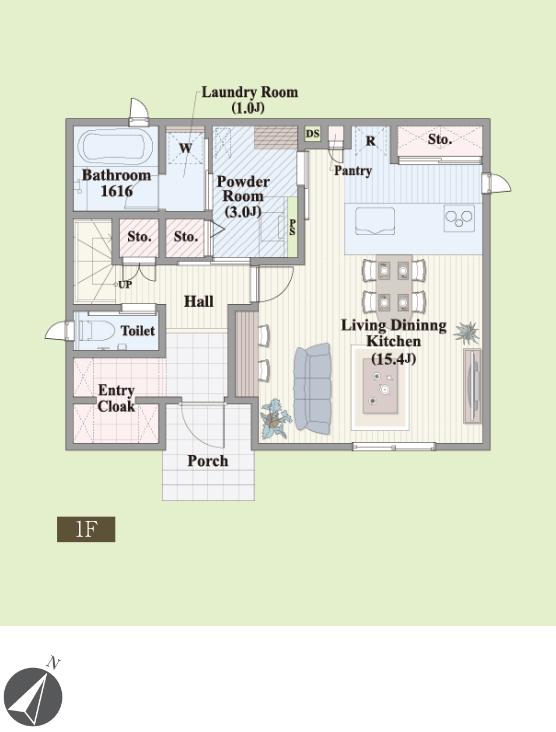 Laundry Room
(1.0J)
DS
W
R
Sto.
Pantry
Bathroom
1616
Powder
Room
(3.0J)
PS
Sto.
Sto.
UP
Hall
Toilet
Living Dininng
Kitchen
(15.4J)
Entry
Cloak
Porch
1F
N